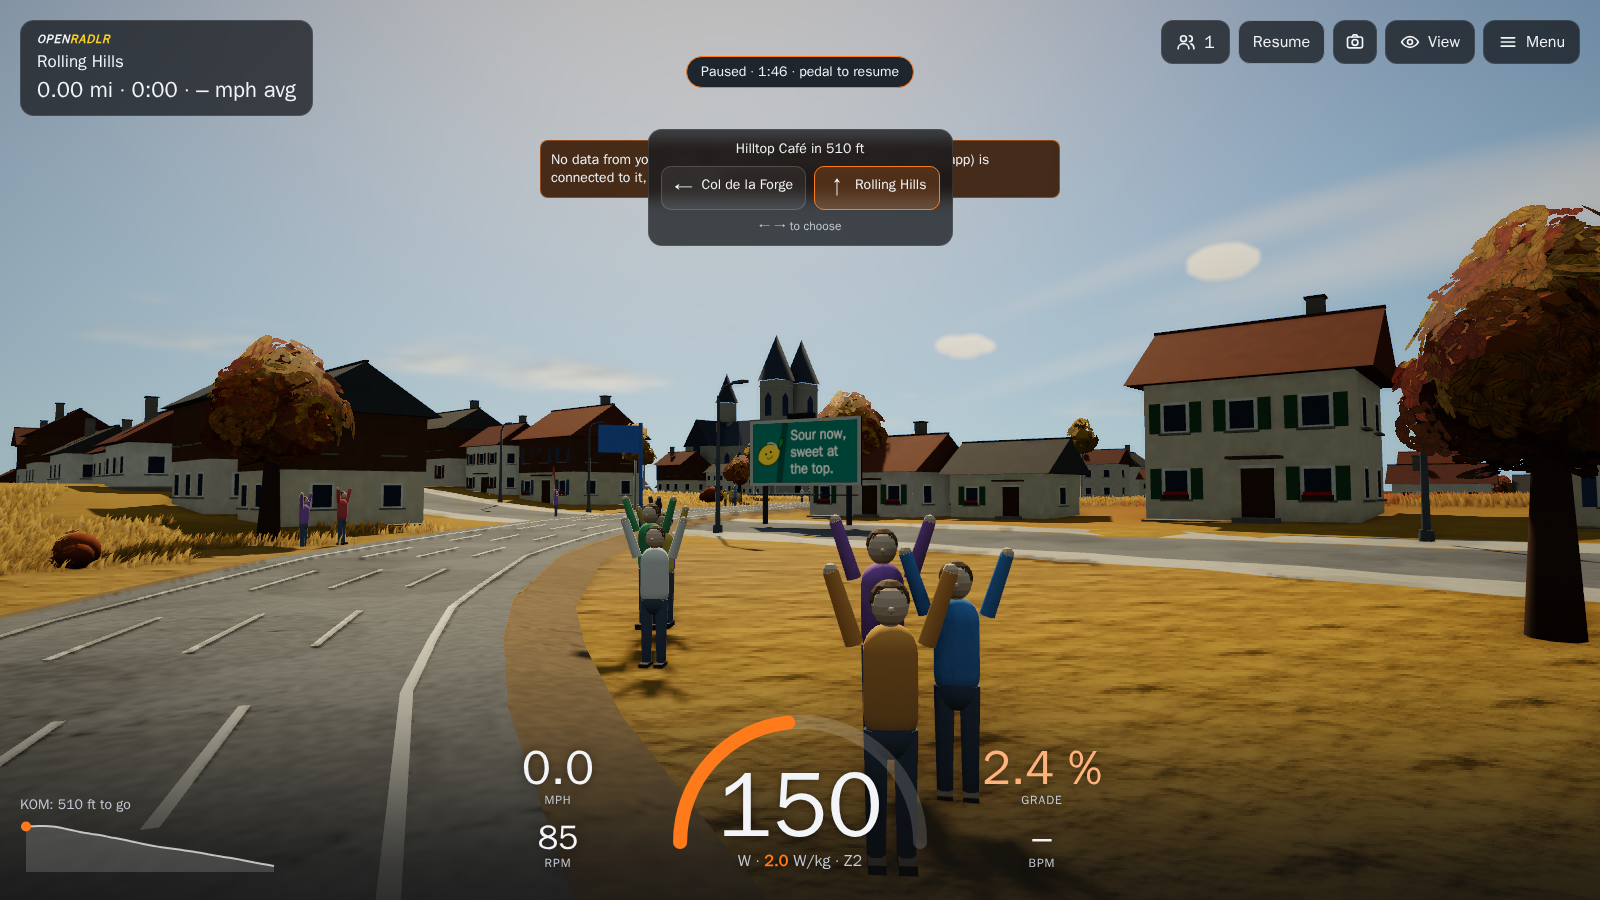 OPENRADLR
Rolling Hills
0.00 mi · 0:00 · – mph avg
1
Resume
View
Menu
Paused · 1:46 · pedal to resume
No data from yo
connected to it,
app) is
Hilltop Café in 510 ft
← Col de la Forge
↑ Rolling Hills
← → to choose
Sour now,
sweet at
the top.
KOM: 510 ft to go
0.0
MPH
85
RPM
150
W · 2.0 W/kg · Z2
2.4 %
GRADE
–
BPM